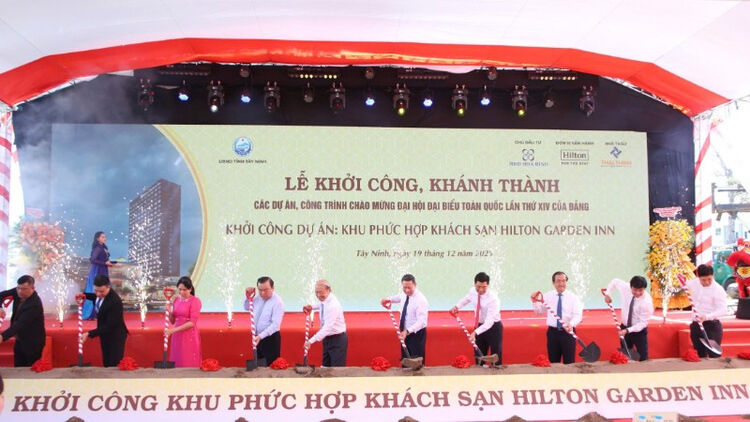 UBND TỈNH TÂY NINH
CHỦ ĐẦU TƯ
ĐƠN VỊ VẬN HÀNH
NHÀ THẦU
Hilton
LỄ KHỞI CÔNG, KHÁNH THÀNH
CÁC DỰ ÁN, CÔNG TRÌNH CHÀO MỪNG ĐẠI HỘI ĐẠI BIỂU TOÀN QUỐC LẦN THỨ XIV CỦA ĐẢNG
KHỞI CÔNG DỰ ÁN: KHU PHỨC HỢP KHÁCH SẠN HILTON GARDEN INN
Tây Ninh, ngày 19 tháng 12 năm 2025
KHỞI CÔNG KHU PHỨC HỢP KHÁCH SẠN HILTON GARDEN INN